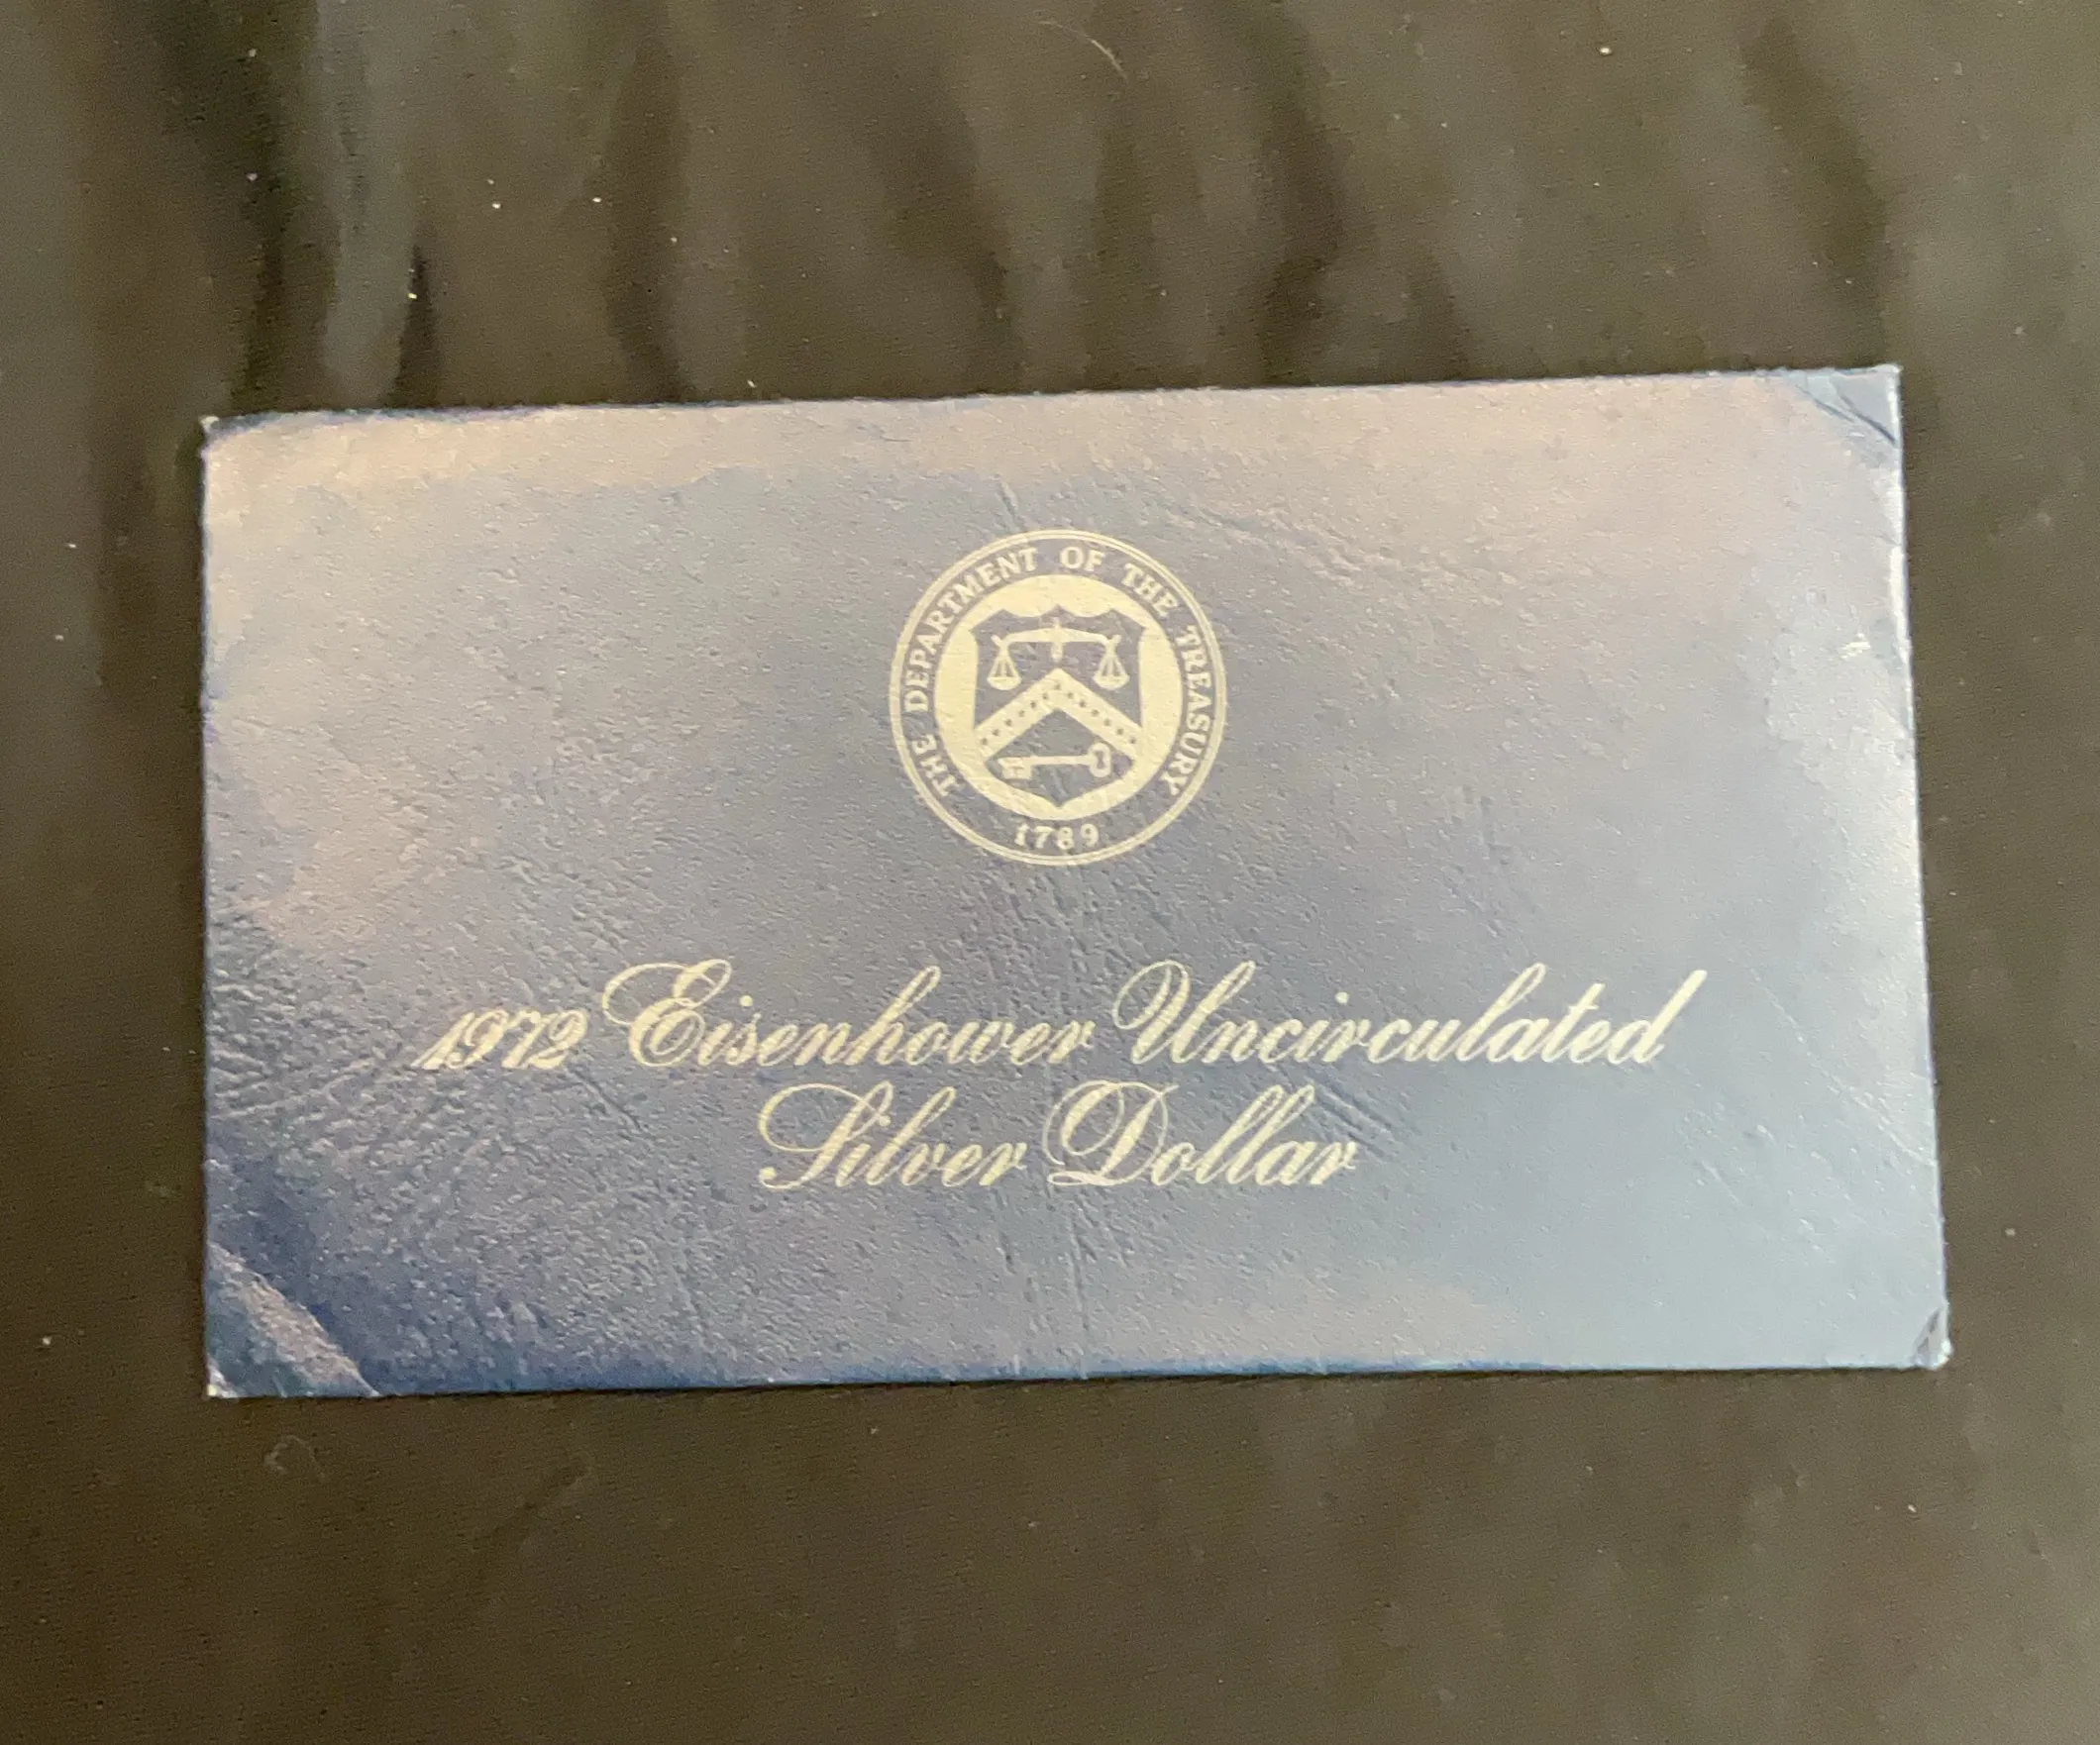 THE DEPARTMENT OF THE TREASURY
1789
1972 Eisenhower Uncirculated
Silver Dollar